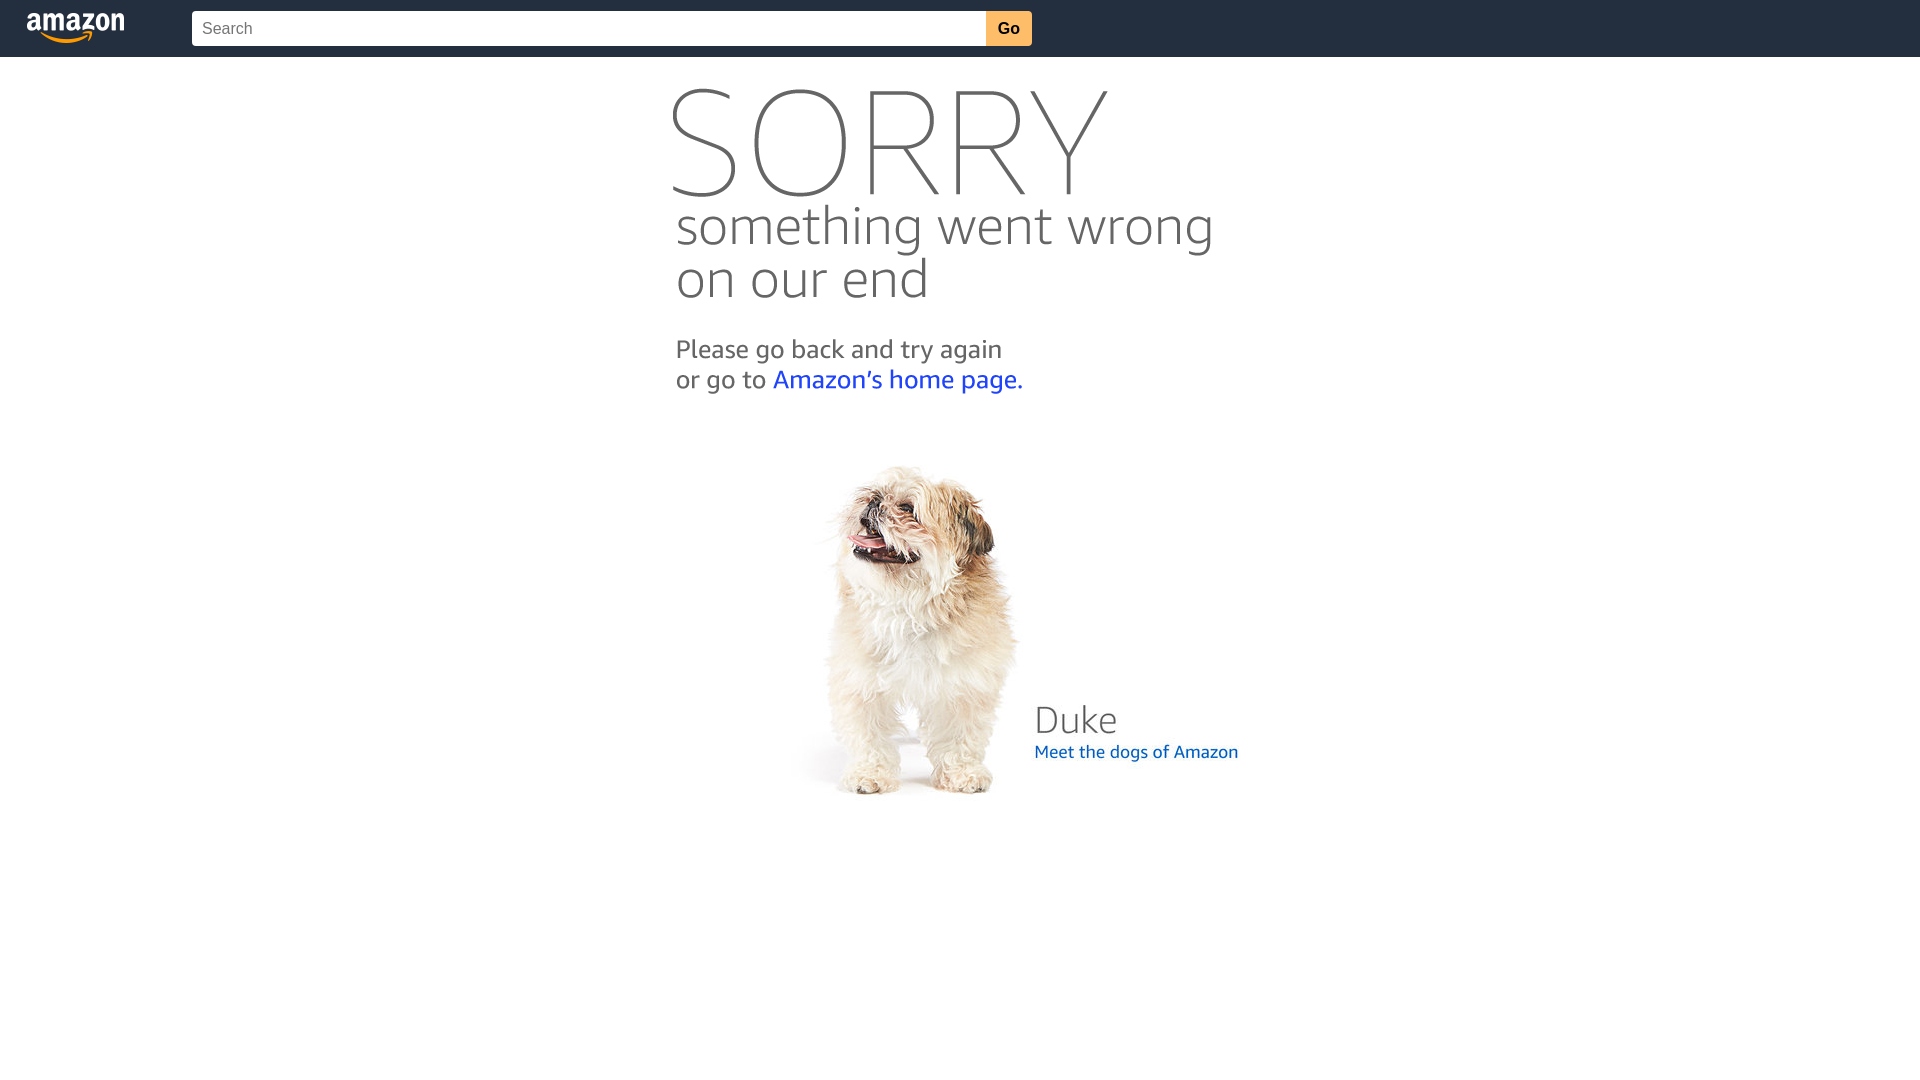 amazon
Search
Go
SORRY
something went wrong
on our end
Please go back and try again
or go to Amazon's home page.
Duke
Meet the dogs of Amazon